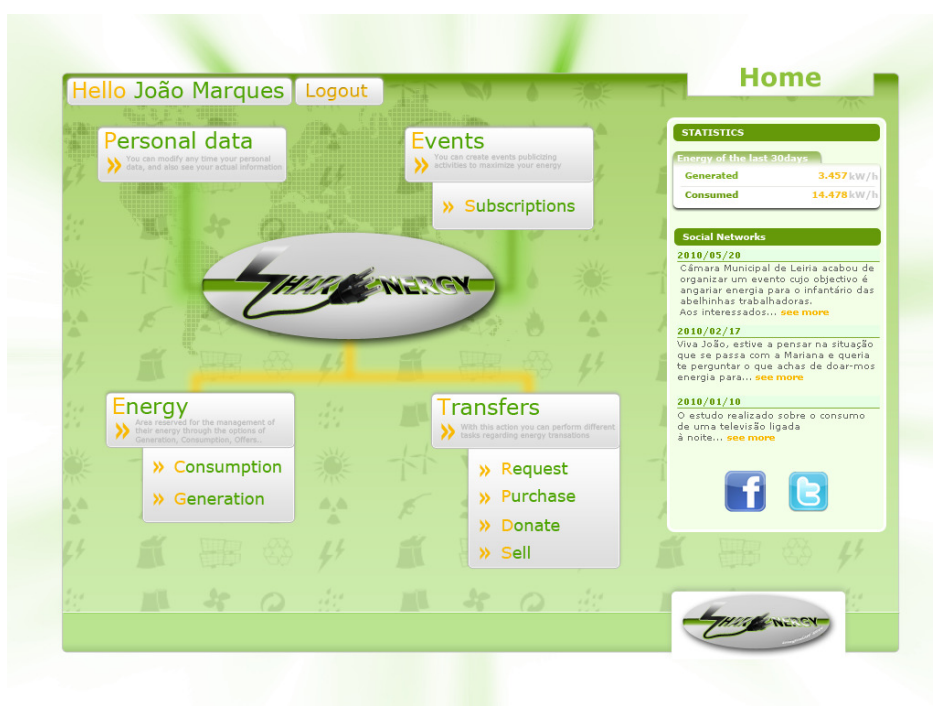 Home
Hello João Marques
Logout
Personal data
You can modify any time your personal
data, and also see your actual information
Events
You can create events publicizing
activities to maximize your energy
Subscriptions
SHARENERGY
Energy
Area reserved for the management of
their energy through the options of
Generation, Consumption, Offers..
Consumption
Generation
Transfers
With this action you can perform different
tasks regarding energy transations
Request
Purchase
Donate
Sell
STATISTICS
Energy of the last 30days
Generated 3.457 kW/h
Consumed 14.478 kW/h
Social Networks
2010/05/20
Câmara Municipal de Leiria acabou de
organizar um evento cujo objectivo é
angariar energia para o infantário das
abelhinhas trabalhadoras.
Aos interessados... see more
2010/02/17
Viva João, estive a pensar na situação
que se passa com a Mariana e queria
te perguntar o que achas de doar-mos
energia para... see more
2010/01/10
O estudo realizado sobre o consumo
de uma televisão ligada
à noite... see more
f
t
SHARENERGY